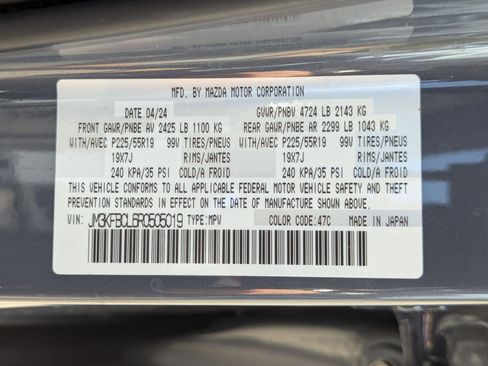 MFD. BY MAZDA MOTOR CORPORATION
DATE 04/24 GVWR/PNBV 4724 LB 2143 KG
FRONT GAWR/PNBE AV 2425 LB 1100 KG REAR GAWR/PNBE AR 2299 LB 1043 KG
WITH/AVEC P225/55R19 99V TIRES/PNEUS WITH/AVEC P225/55R19 99V TIRES/PNEUS
19X7J RIMS/JANTES 19X7J RIMS/JANTES
240 KPA/35 PSI COLD/A FROID 240 KPA/35 PSI COLD/A FROID
THIS VEHICLE CONFORMS TO ALL APPLICABLE FEDERAL MOTOR VEHICLE SAFETY AND THEFT
PREVENTION STANDARDS IN EFFECT ON THE DATE OF MANUFACTURE SHOWN ABOVE.
VIN: JM3KFBCL6R0505019 TYPE:MPV COLOR CODE:47C MADE IN JAPAN